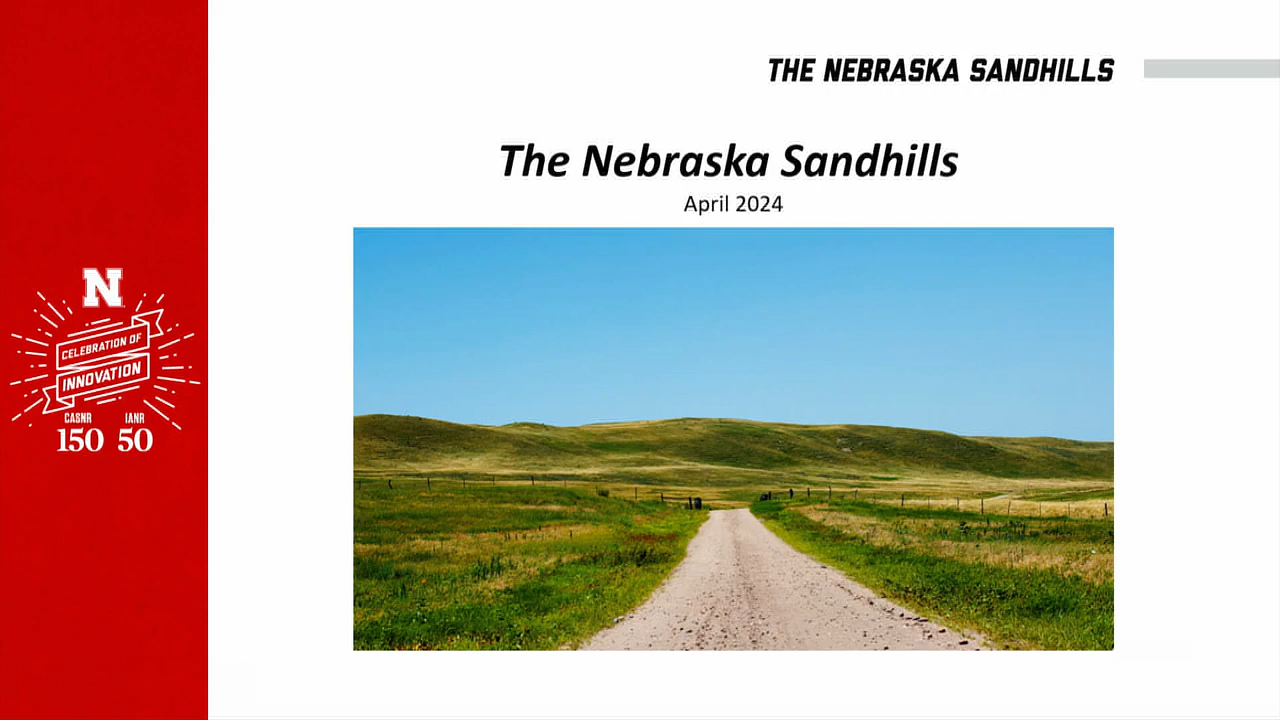 THE NEBRASKA SANDHILLS
The Nebraska Sandhills
April 2024
N
CELEBRATION OF
INNOVATION
CASNR IANR
150 50